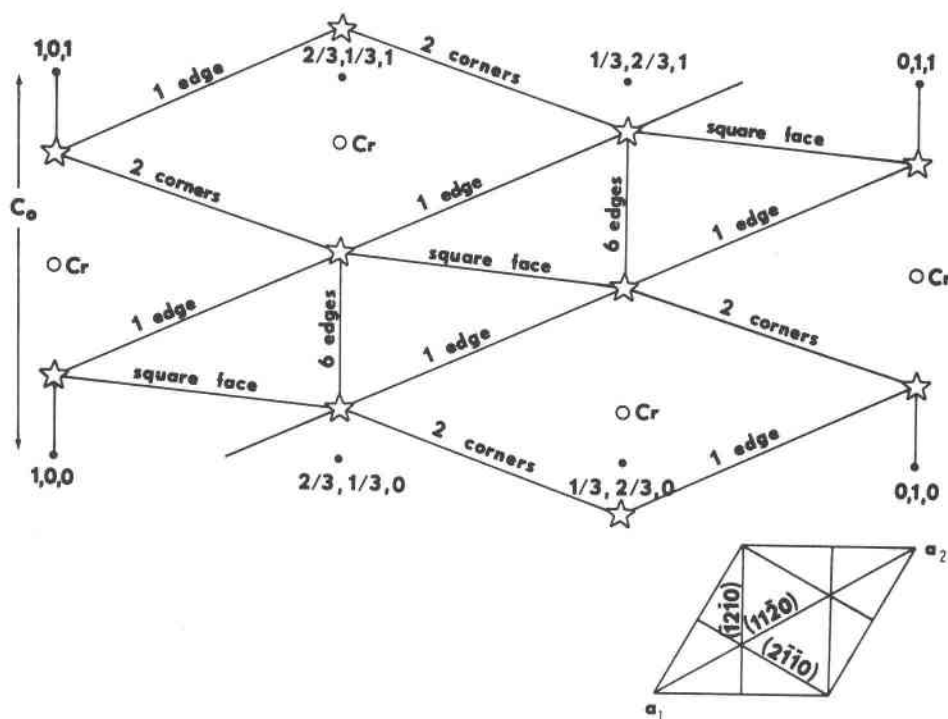 1,0,1
2/3,1/3,1
1/3,2/3,1
0,1,1
1 edge
2 corners
square face
Cr
2 corners
1 edge
6 edges
1 edge
C₀
Cr
square face
Cr
1 edge
6 edges
1 edge
2 corners
square face
Cr
2 corners
1 edge
1,0,0
2/3,1/3,0
1/3,2/3,0
0,1,0
a₂
(1̄21̄0)
(112̄0)
(21̄1̄0)
a₁